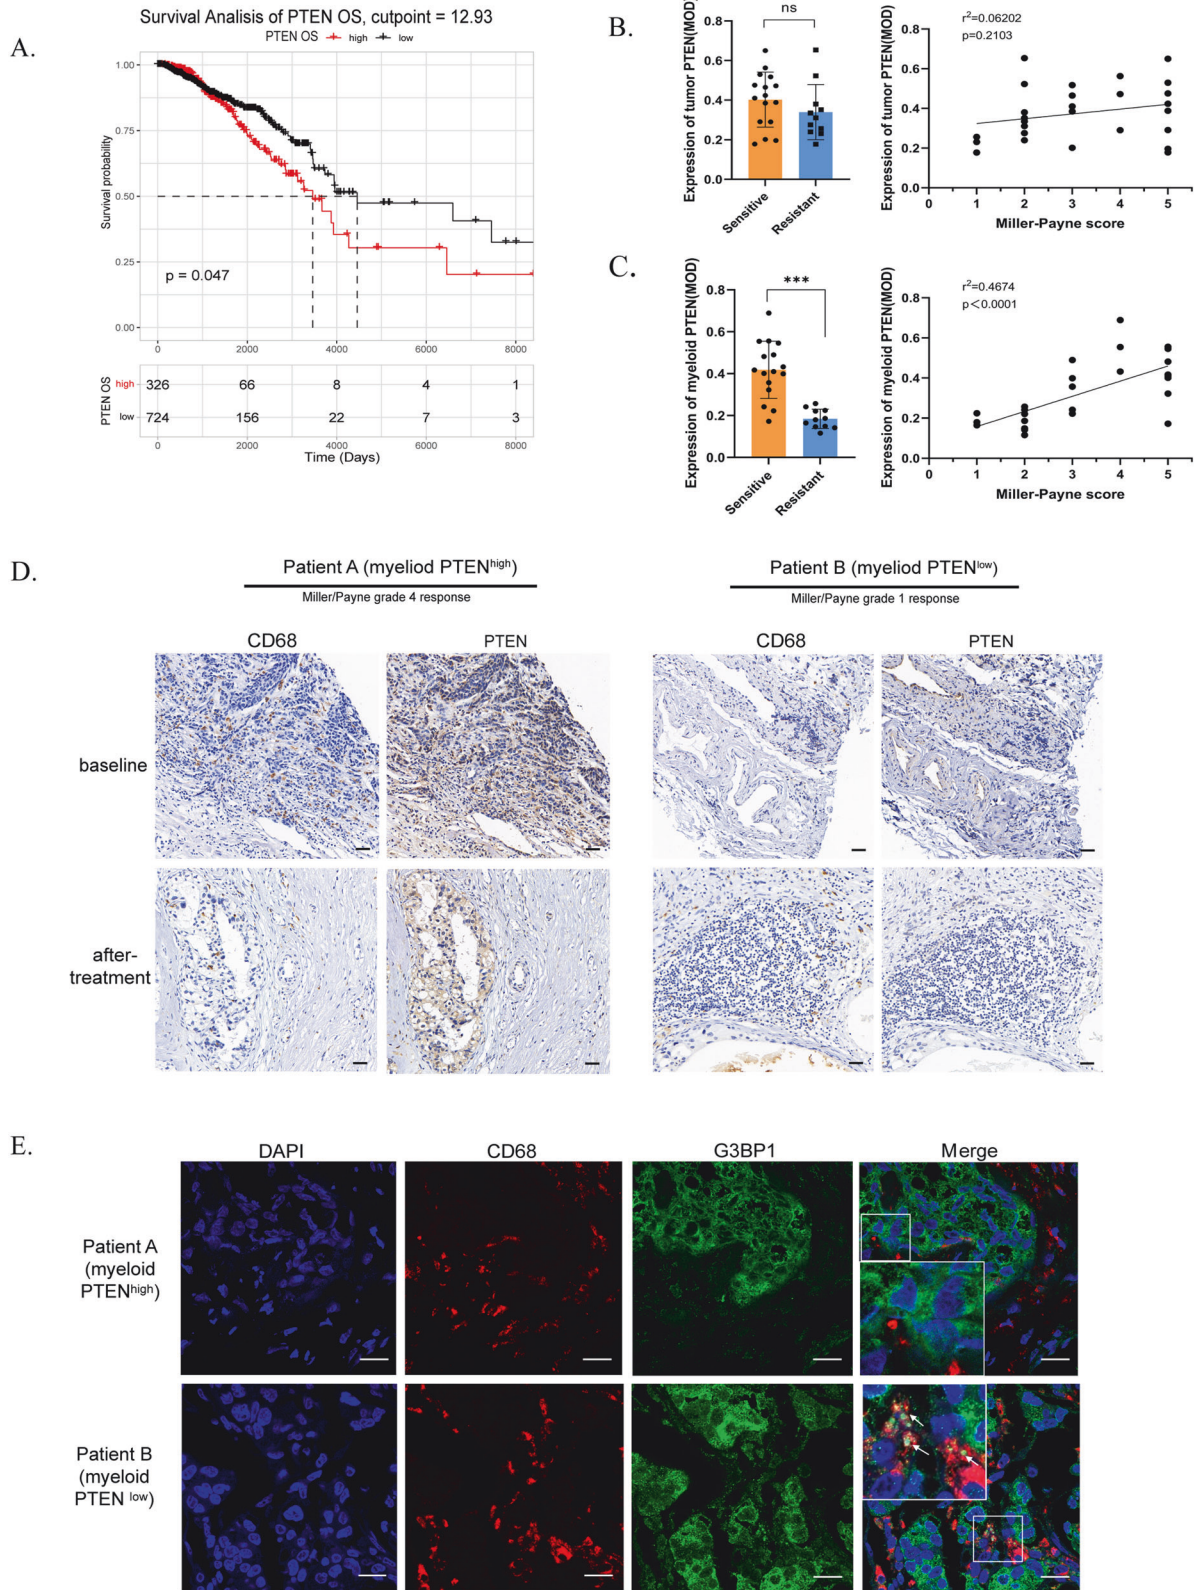 A.
Survival Analisis of PTEN OS, cutpoint = 12.93
PTEN OS high low
Survival probability
1.00
0.75
0.50
0.25
0.00
p = 0.047
0 2000 4000 6000 8000
PTEN OS
high 326 66 8 4 1
low 724 156 22 7 3
0 2000 4000 6000 8000
Time (Days)
B.
Expression of tumor PTEN(MOD)
0.8
0.6
0.4
0.2
0.0
ns
Sensitive
Resistant
Expression of tumor PTEN(MOD)
0.8
0.6
0.4
0.2
0.0
r²=0.06202
p=0.2103
0 1 2 3 4 5
Miller-Payne score
C.
Expression of myeloid PTEN(MOD)
0.8
0.6
0.4
0.2
0.0
***
Sensitive
Resistant
Expression of myeloid PTEN(MOD)
0.8
0.6
0.4
0.2
0.0
r²=0.4674
p<0.0001
0 1 2 3 4 5
Miller-Payne score
D.
Patient A (myeliod PTENhigh)
Miller/Payne grade 4 response
Patient B (myeliod PTENlow)
Miller/Payne grade 1 response
CD68 PTEN CD68 PTEN
baseline
after-
treatment
E.
DAPI CD68 G3BP1 Merge
Patient A
(myeloid
PTENhigh)
Patient B
(myeloid
PTEN low)